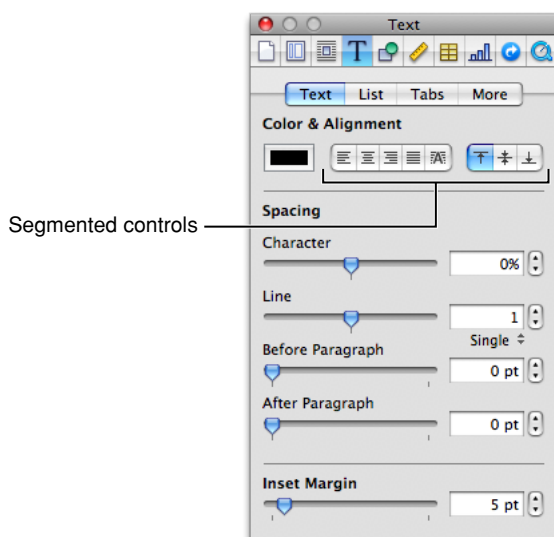 Text
T
Text List Tabs More
Color & Alignment
A
Segmented controls
Spacing
Character
0%
Line
1
Single
Before Paragraph
0 pt
After Paragraph
0 pt
Inset Margin
5 pt